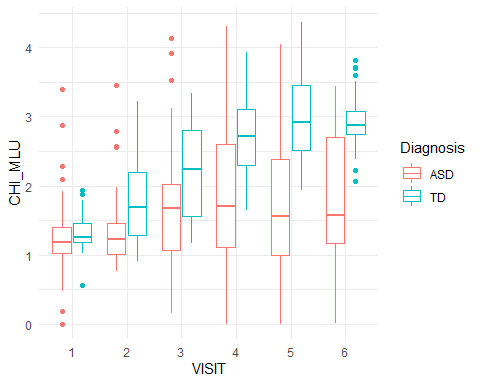 4
3
2
1
0
CHI_MLU
1 2 3 4 5 6
VISIT
Diagnosis
ASD
TD